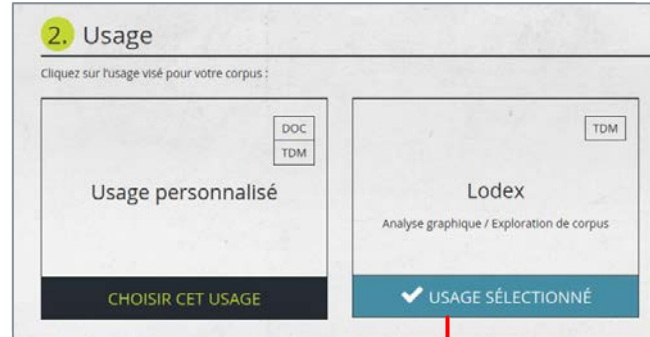 2. Usage
Cliquez sur l'usage visé pour votre corpus :
DOC
TDM
Usage personnalisé
CHOISIR CET USAGE
TDM
Lodex
Analyse graphique / Exploration de corpus
USAGE SÉLECTIONNÉ